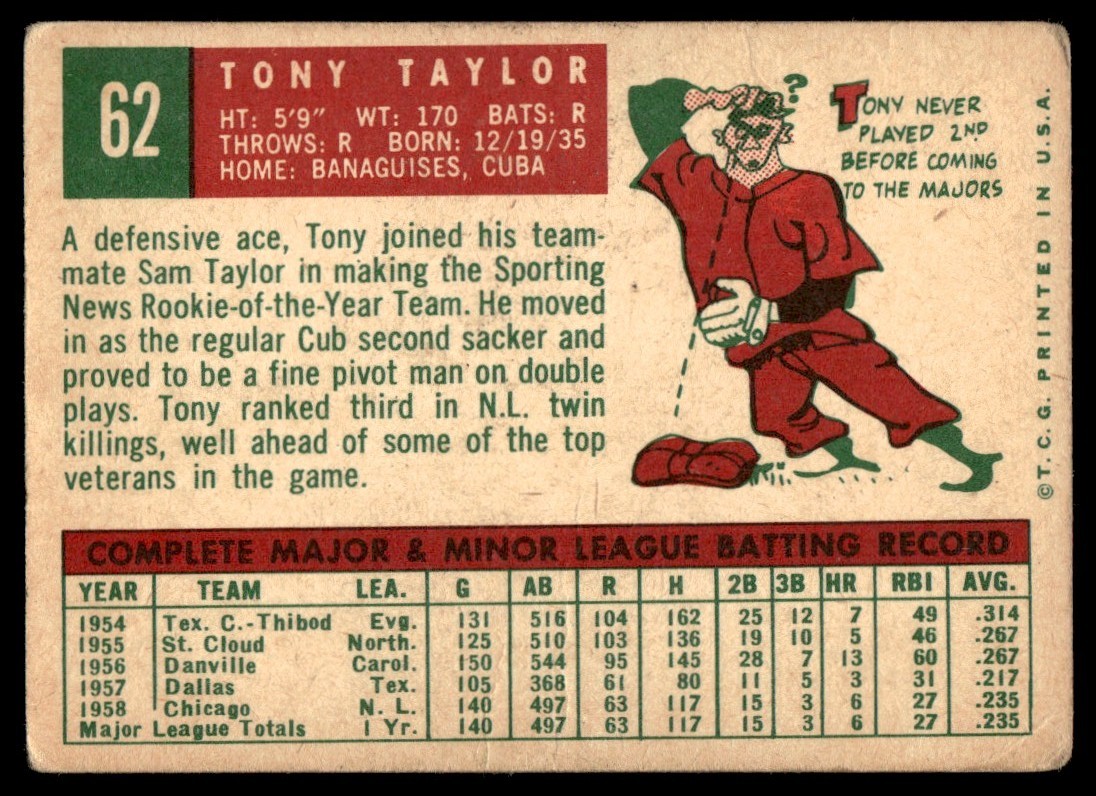 62
TONY TAYLOR
HT: 5'9" WT: 170 BATS: R
THROWS: R BORN: 12/19/35
HOME: BANAGUISES, CUBA
A defensive ace, Tony joined his team-
mate Sam Taylor in making the Sporting
News Rookie-of-the-Year Team. He moved
in as the regular Cub second sacker and
proved to be a fine pivot man on double
plays. Tony ranked third in N.L. twin
killings, well ahead of some of the top
veterans in the game.
?
TONY NEVER
PLAYED 2ND
BEFORE COMING
TO THE MAJORS
©T.C.G. PRINTED IN U.S.A.
COMPLETE MAJOR & MINOR LEAGUE BATTING RECORD
YEAR TEAM LEA. G AB R H 2B 3B HR RBI AVG.
1954 Tex. C.-Thibod Evg. 131 516 104 162 25 12 7 49 .314
1955 St. Cloud North. 125 510 103 136 19 10 5 46 .267
1956 Danville Carol. 150 544 95 145 28 7 13 60 .267
1957 Dallas Tex. 105 368 61 80 11 5 3 31 .217
1958 Chicago N. L. 140 497 63 117 15 3 6 27 .235
Major League Totals 1 Yr. 140 497 63 117 15 3 6 27 .235